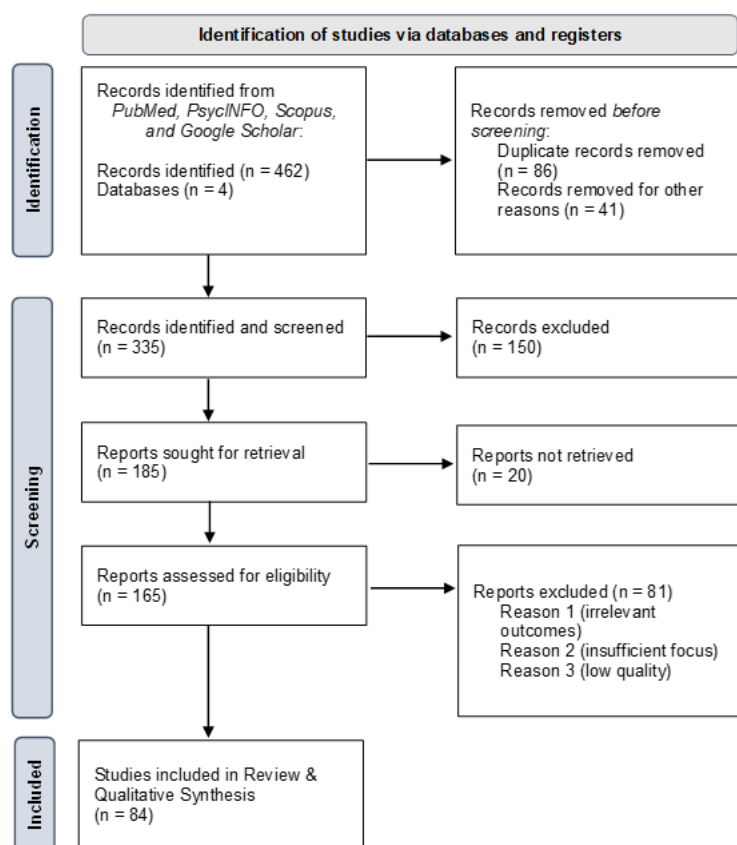 Identification of studies via databases and registers
Identification
Records identified from
PubMed, PsycINFO, Scopus,
and Google Scholar:
Records identified (n = 462)
Databases (n = 4)
Records removed before
screening:
Duplicate records removed
(n = 86)
Records removed for other
reasons (n = 41)
Screening
Records identified and screened
(n = 335)
Records excluded
(n = 150)
Reports sought for retrieval
(n = 185)
Reports not retrieved
(n = 20)
Reports assessed for eligibility
(n = 165)
Reports excluded (n = 81)
Reason 1 (irrelevant
outcomes)
Reason 2 (insufficient focus)
Reason 3 (low quality)
Included
Studies included in Review &
Qualitative Synthesis
(n = 84)